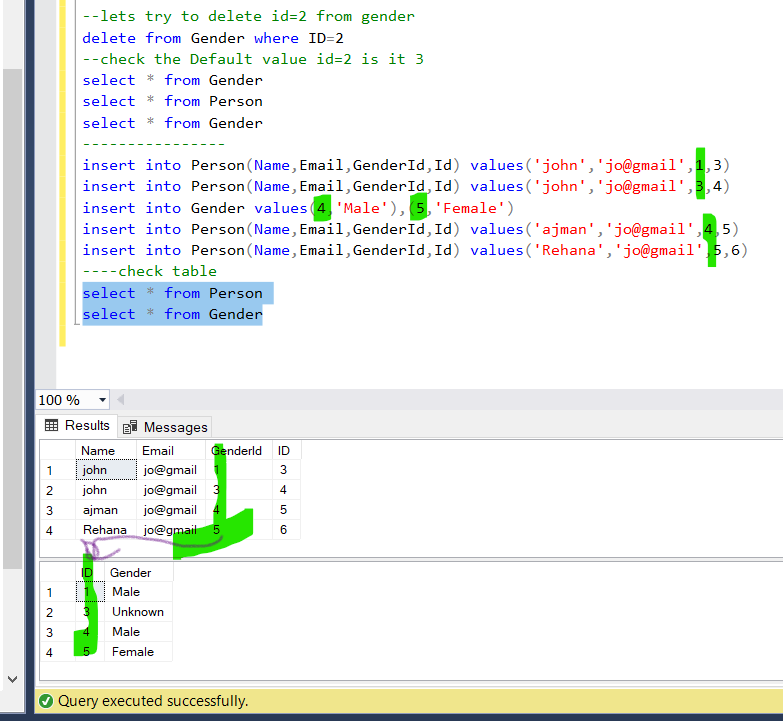 --lets try to delete id=2 from gender
delete from Gender where ID=2
--check the Default value id=2 is it 3
select * from Gender
select * from Person
select * from Gender
----------------
insert into Person(Name,Email,GenderId,Id) values('john','jo@gmail',1,3)
insert into Person(Name,Email,GenderId,Id) values('john','jo@gmail',3,4)
insert into Gender values(4,'Male'),(5,'Female')
insert into Person(Name,Email,GenderId,Id) values('ajman','jo@gmail',4,5)
insert into Person(Name,Email,GenderId,Id) values('Rehana','jo@gmail',5,6)
----check table
select * from Person
select * from Gender
100 %
Results Messages
Name Email GenderId ID
1 john jo@gmail 1 3
2 john jo@gmail 3 4
3 ajman jo@gmail 4 5
4 Rehana jo@gmail 5 6
ID Gender
1 1 Male
2 3 Unknown
3 4 Male
4 5 Female
Query executed successfully.